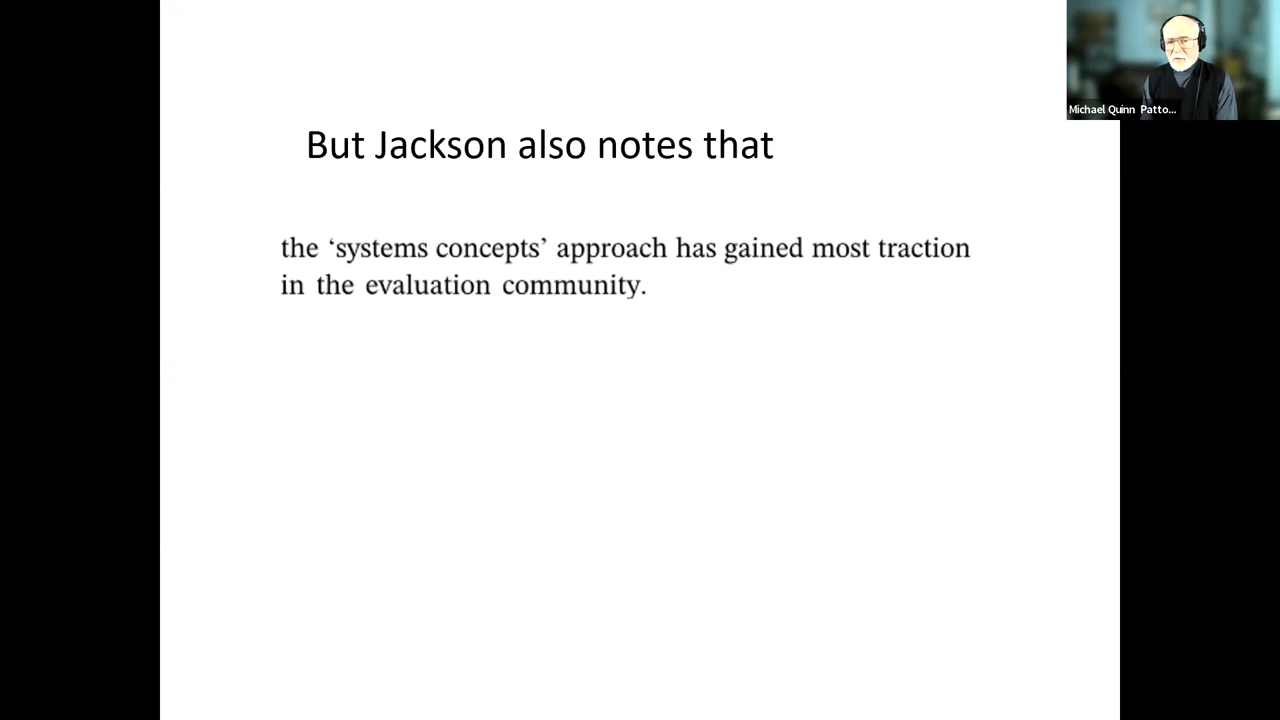 Michael Quinn Patto...
But Jackson also notes that
the ‘systems concepts’ approach has gained most traction
in the evaluation community.